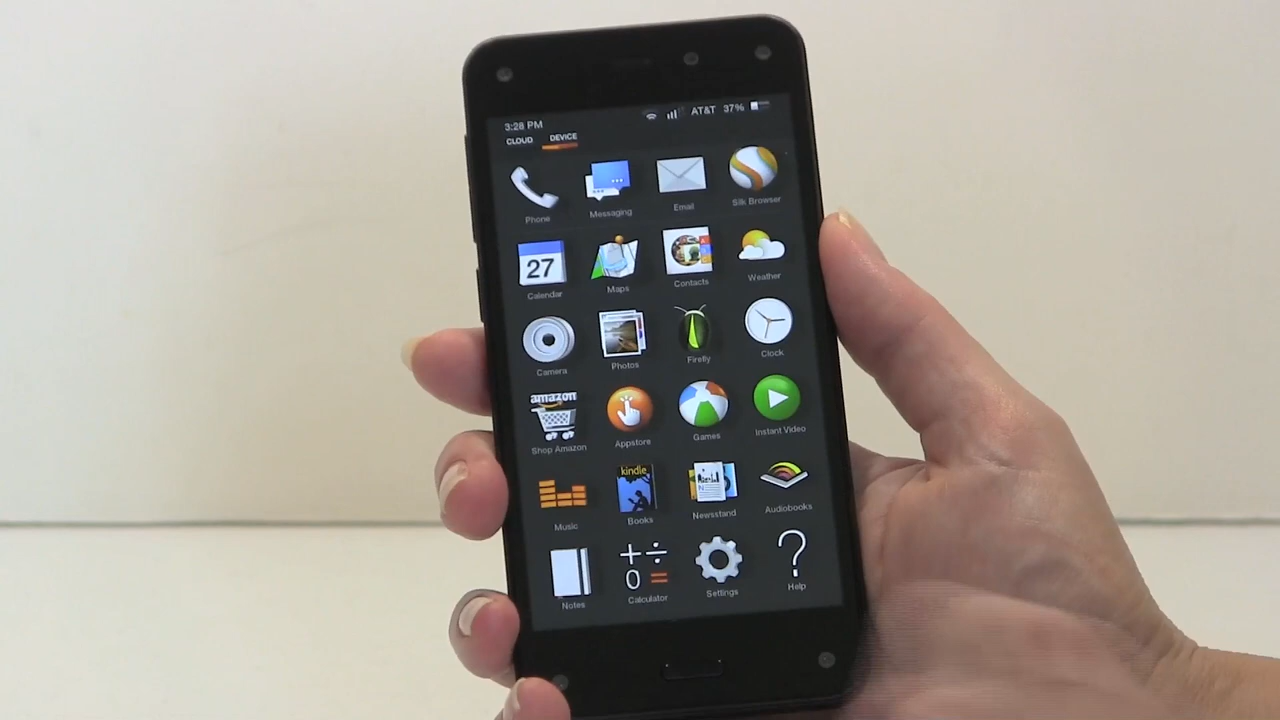 3:28 PM AT&T 37%
CLOUD DEVICE
Phone Messaging Email Silk Browser
27
Calendar Maps Contacts Weather
Camera Photos Firefly Clock
amazon
Shop Amazon Appstore Games Instant Video
kindle
Music Books Newsstand Audiobooks
+ ÷
0 =
?
Notes Calculator Settings Help